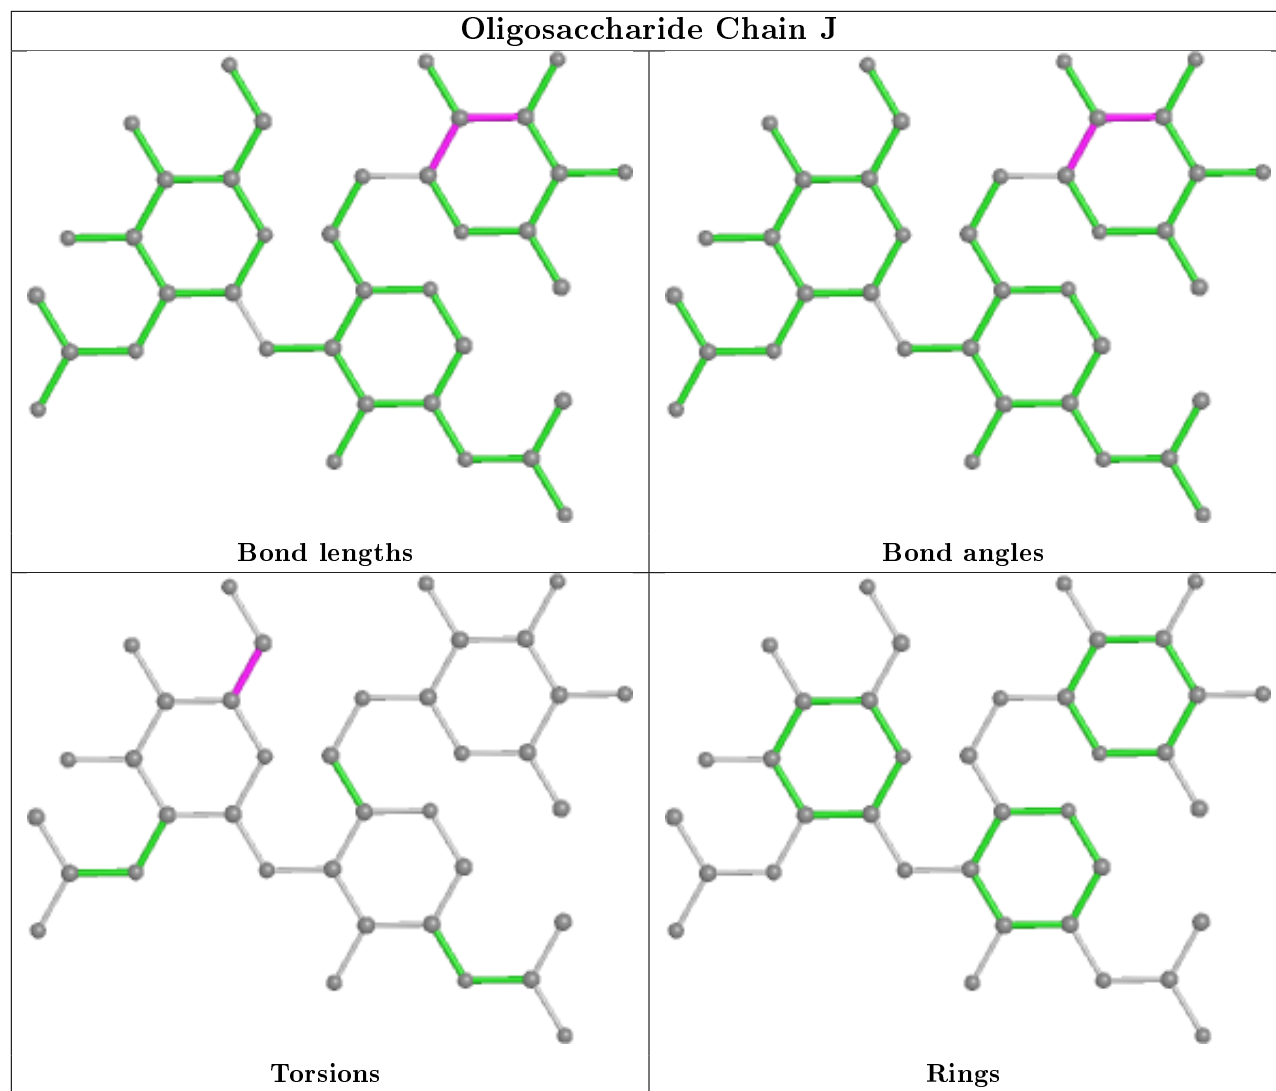 Oligosaccharide Chain J
Bond lengths
Bond angles
Torsions
Rings